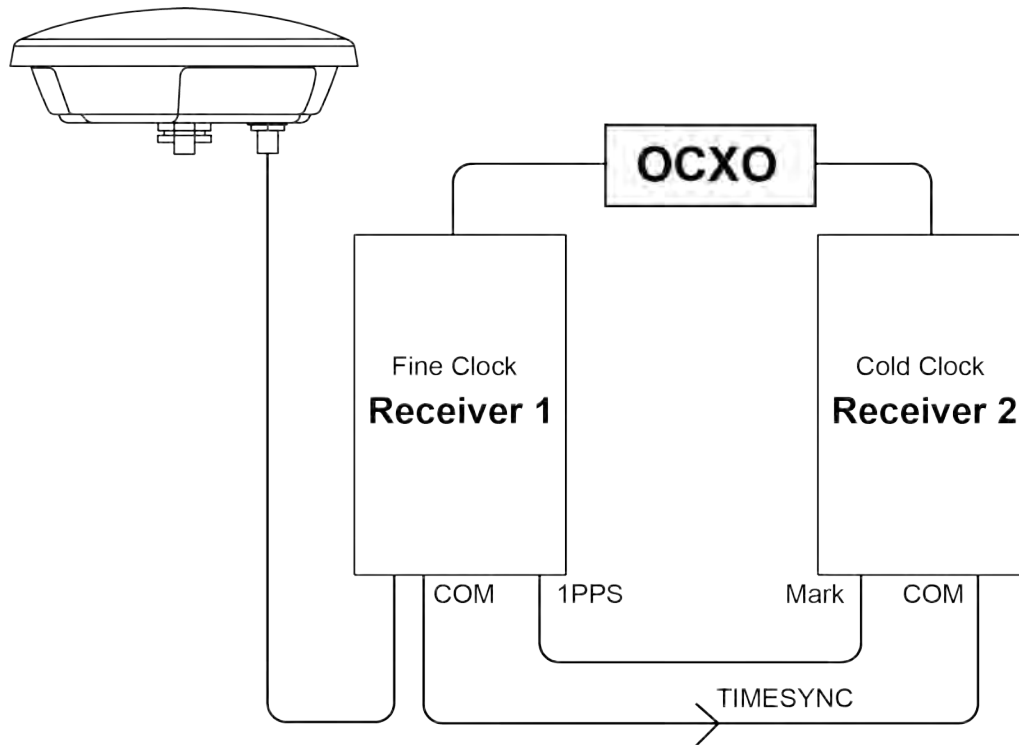 OCXO
Fine Clock
Receiver 1
Cold Clock
Receiver 2
COM
1PPS
Mark
COM
TIMESYNC